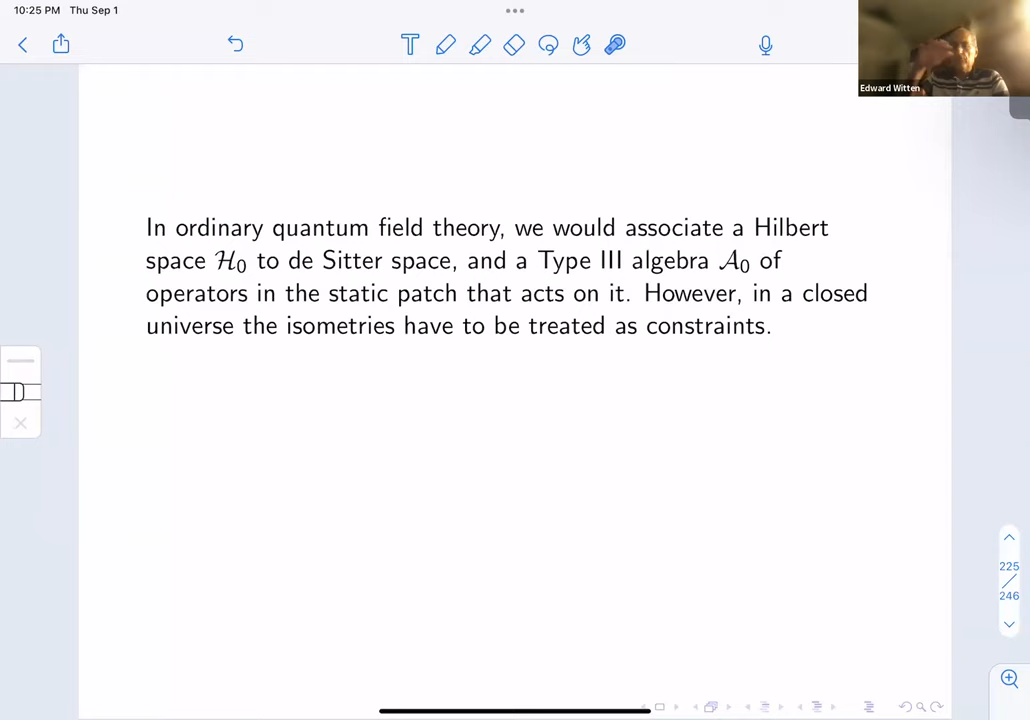 10:25 PM Thu Sep 1
Edward Witten
In ordinary quantum field theory, we would associate a Hilbert
space ℋ₀ to de Sitter space, and a Type III algebra 𝒜₀ of
operators in the static patch that acts on it. However, in a closed
universe the isometries have to be treated as constraints.
225
246